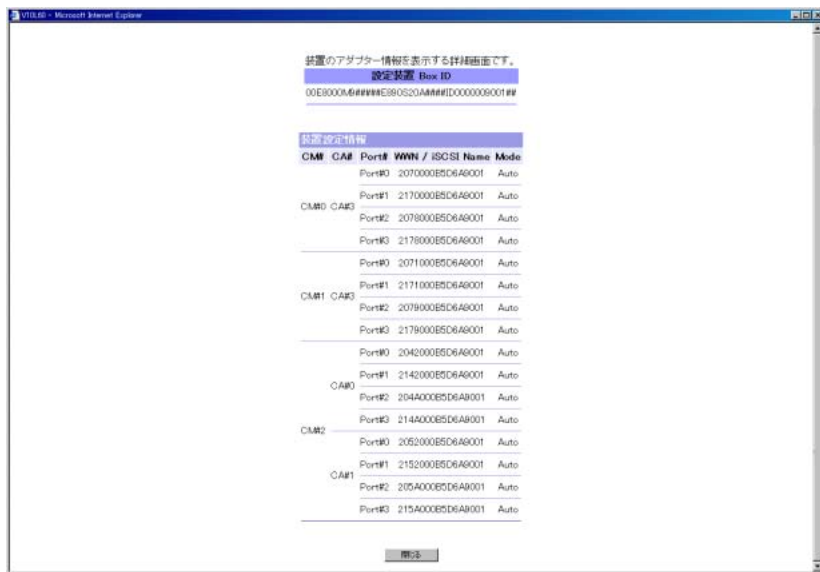 VT0L60 - Microsoft Internet Explorer
装置のアダプター情報を表示する詳細画面です。
設定装置 Box ID
00E8000M9#####E890S20A####ID0000009001##
装置設定情報
CM# CA# Port# WWN / iSCSI Name Mode
CM#0 CA#3 Port#0 2070000B5D6A9001 Auto
Port#1 2170000B5D6A9001 Auto
Port#2 2078000B5D6A9001 Auto
Port#3 2178000B5D6A9001 Auto
CM#1 CA#3 Port#0 2071000B5D6A9001 Auto
Port#1 2171000B5D6A9001 Auto
Port#2 2079000B5D6A9001 Auto
Port#3 2179000B5D6A9001 Auto
CM#2 CA#0 Port#0 2042000B5D6A9001 Auto
Port#1 2142000B5D6A9001 Auto
Port#2 204A000B5D6A9001 Auto
Port#3 214A000B5D6A9001 Auto
CA#1 Port#0 2052000B5D6A9001 Auto
Port#1 2152000B5D6A9001 Auto
Port#2 205A000B5D6A9001 Auto
Port#3 215A000B5D6A9001 Auto
閉じる